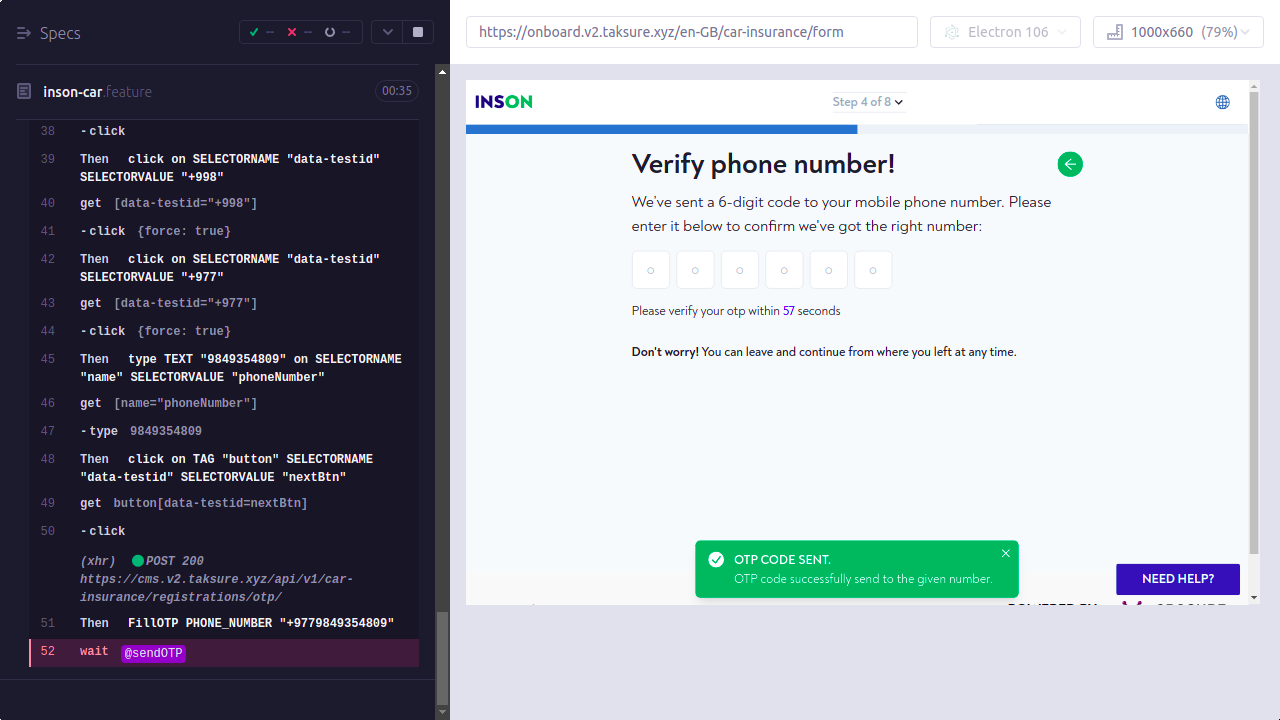 Specs
--
--
--
inson-car.feature
00:35
38 -click
39 Then click on SELECTORNAME "data-testid"
SELECTORVALUE "+998"
40 get [data-testid="+998"]
41 -click {force: true}
42 Then click on SELECTORNAME "data-testid"
SELECTORVALUE "+977"
43 get [data-testid="+977"]
44 -click {force: true}
45 Then type TEXT "9849354809" on SELECTORNAME
"name" SELECTORVALUE "phoneNumber"
46 get [name="phoneNumber"]
47 -type 9849354809
48 Then click on TAG "button" SELECTORNAME
"data-testid" SELECTORVALUE "nextBtn"
49 get button[data-testid=nextBtn]
50 -click
(xhr) POST 200
https://cms.v2.taksure.xyz/api/v1/car-
insurance/registrations/otp/
51 Then FillOTP PHONE_NUMBER "+9779849354809"
52 wait @sendOTP
https://onboard.v2.taksure.xyz/en-GB/car-insurance/form
Electron 106
1000x660 (79%)
INSON
Step 4 of 8
Verify phone number!
We've sent a 6-digit code to your mobile phone number. Please
enter it below to confirm we've got the right number:
Please verify your otp within 57 seconds
Don't worry! You can leave and continue from where you left at any time.
OTP CODE SENT.
OTP code successfully send to the given number.
NEED HELP?